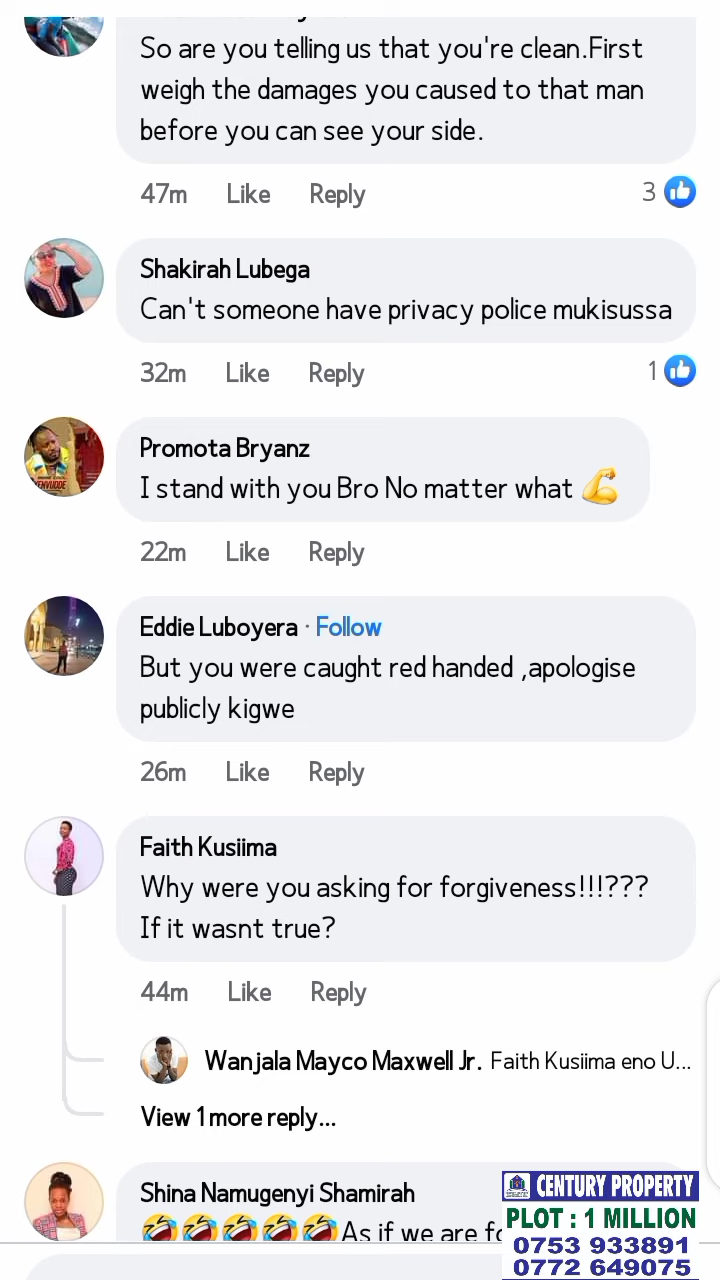 So are you telling us that you're clean.First
weigh the damages you caused to that man
before you can see your side.
47m Like Reply 3
Shakirah Lubega
Can't someone have privacy police mukisussa
32m Like Reply 1
Promota Bryanz
I stand with you Bro No matter what 💪
22m Like Reply
Eddie Luboyera · Follow
But you were caught red handed ,apologise
publicly kigwe
26m Like Reply
Faith Kusiima
Why were you asking for forgiveness!!!???
If it wasnt true?
44m Like Reply
Wanjala Mayco Maxwell Jr. Faith Kusiima eno U...
View 1 more reply...
Shina Namugenyi Shamirah
🤣🤣🤣🤣🤣As if we are
CENTURY PROPERTY
PLOT : 1 MILLION
0753 933891
0772 649075